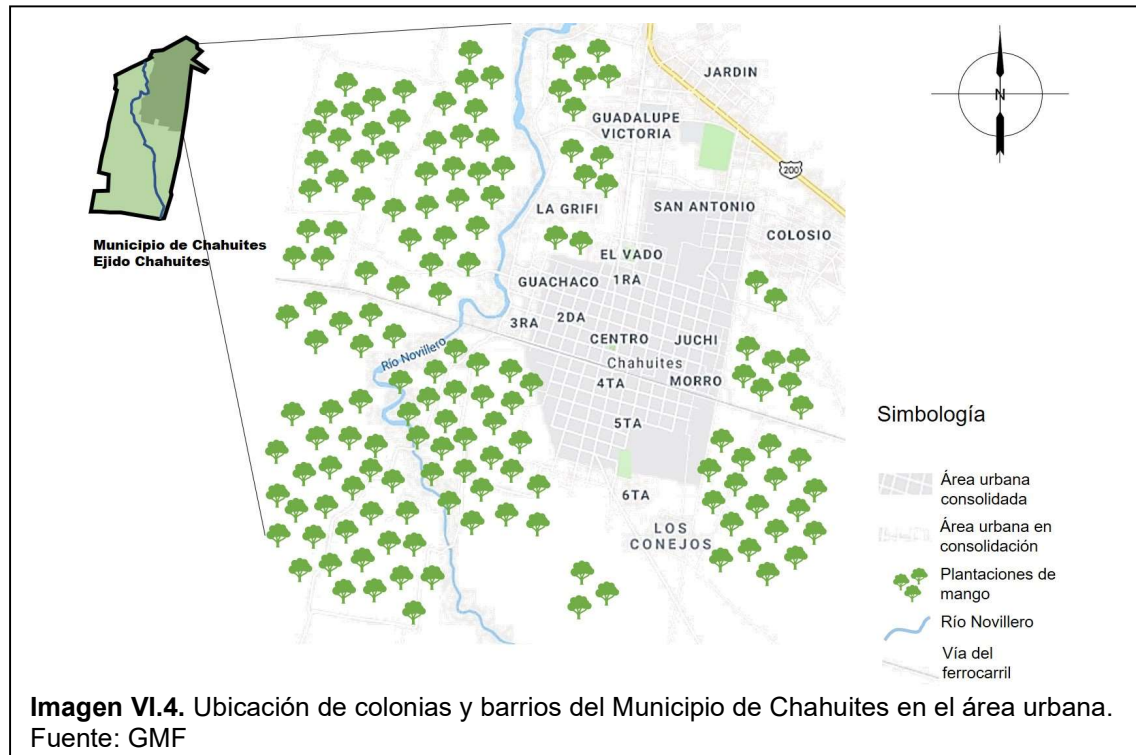 JARDIN
GUADALUPE
VICTORIA
N
200
LA GRIFI
SAN ANTONIO
COLOSIO
Municipio de Chahuites
Ejido Chahuites
EL VADO
GUACHACO
1RA
2DA
3RA
CENTRO
JUCHI
Río Novillero
Chahuites
4TA
MORRO
5TA
6TA
LOS
CONEJOS
Simbología
Área urbana
consolidada
Área urbana en
consolidación
Plantaciones de
mango
Río Novillero
Vía del
ferrocarril
Imagen VI.4. Ubicación de colonias y barrios del Municipio de Chahuites en el área urbana.
Fuente: GMF